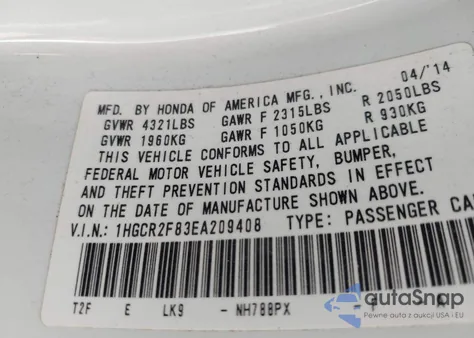 04/'14
MFD. BY HONDA OF AMERICA MFG., INC.
GVWR 4321LBS GAWR F 2315LBS R 2050LBS
GVWR 1960KG GAWR F 1050KG R 930KG
THIS VEHICLE CONFORMS TO ALL APPLICABLE
FEDERAL MOTOR VEHICLE SAFETY, BUMPER,
AND THEFT PREVENTION STANDARDS IN EFFECT
ON THE DATE OF MANUFACTURE SHOWN ABOVE.
V.I.N.: 1HGCR2F83EA209408 TYPE: PASSENGER CA
T2F E LK9 - NH788PX -
autaSnap
Pewne auta z aukcji USA i EU